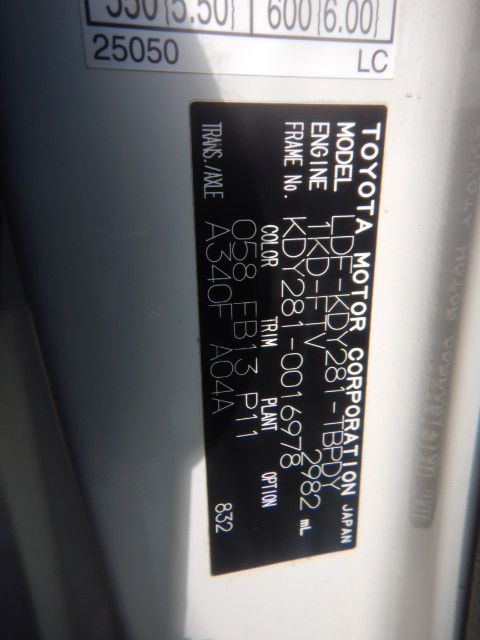 550(5.50) 600(6.00)
25050 LC
TOYOTA MOTOR CORPORATION JAPAN
MODEL LDF-KDY281-TBPDY
ENGINE 1KD-FTV 2982 mL
FRAME No. KDY281-0016978
COLOR TRIM PLANT OPTION
058 FB13 P11
TRANS./AXLE A340F A04A
832